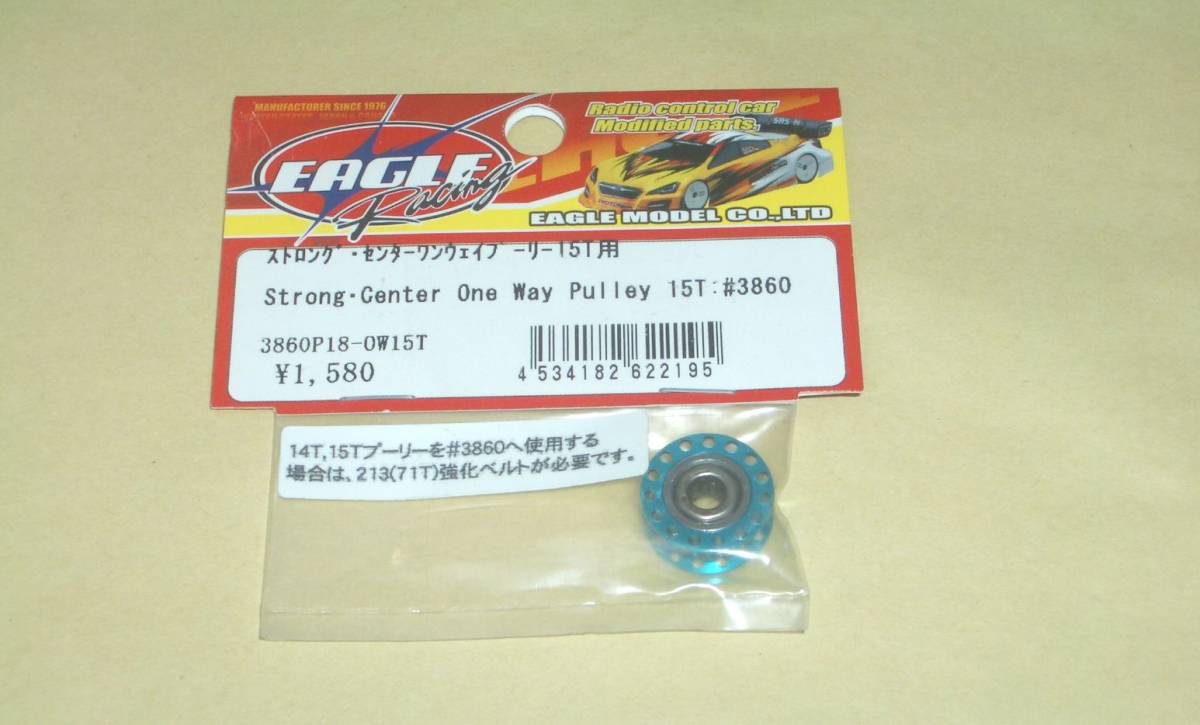 MANUFACTURER SINCE 1976
EAGLE
Racing
Radio control car
Modified parts.
EAGLE MODEL CO.,LTD
ストロング・センターワンウェイプーリー15T用
Strong・Center One Way Pulley 15T:#3860
3860P18-OW15T
¥1,580
4 534182 622195
14T,15Tプーリーを#3860へ使用する
場合は、213(71T)強化ベルトが必要です。